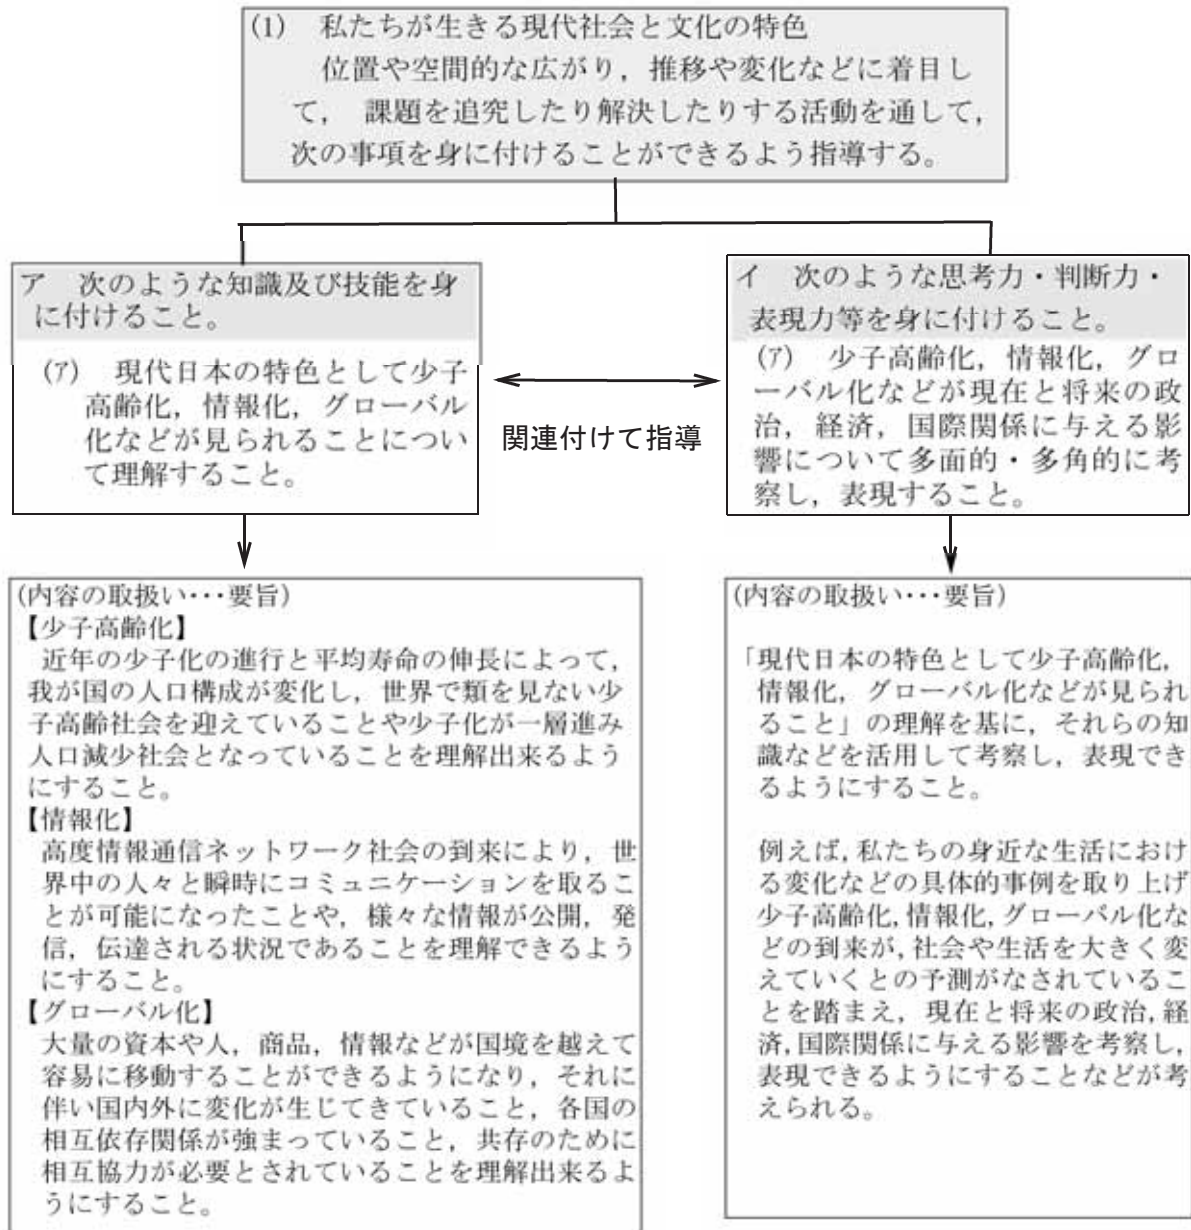 (1) 私たちが生きる現代社会と文化の特色
位置や空間的な広がり，推移や変化などに着目し
て， 課題を追究したり解決したりする活動を通して，
次の事項を身に付けることができるよう指導する。
ア 次のような知識及び技能を身
に付けること。
(ｱ) 現代日本の特色として少子
高齢化，情報化，グローバル
化などが見られることについ
て理解すること。
関連付けて指導
イ 次のような思考力・判断力・
表現力等を身に付けること。
(ｱ) 少子高齢化，情報化，グロ
ーバル化などが現在と将来の政
治，経済，国際関係に与える影
響について多面的・多角的に考
察し，表現すること。
(内容の取扱い･･･要旨)
【少子高齢化】
近年の少子化の進行と平均寿命の伸長によって，
我が国の人口構成が変化し，世界で類を見ない少
子高齢社会を迎えていることや少子化が一層進み
人口減少社会となっていることを理解出来るよう
にすること。
【情報化】
高度情報通信ネットワーク社会の到来により，世
界中の人々と瞬時にコミュニケーションを取るこ
とが可能になったことや，様々な情報が公開，発
信，伝達される状況であることを理解できるよう
にすること。
【グローバル化】
大量の資本や人，商品，情報などが国境を越えて
容易に移動することができるようになり，それに
伴い国内外に変化が生じてきていること，各国の
相互依存関係が強まっていること，共存のために
相互協力が必要とされていることを理解出来るよ
うにすること。
(内容の取扱い･･･要旨)
「現代日本の特色として少子高齢化，
情報化，グローバル化などが見られ
ること」の理解を基に，それらの知
識などを活用して考察し，表現でき
るようにすること。
例えば，私たちの身近な生活におけ
る変化などの具体的事例を取り上げ
少子高齢化，情報化，グローバル化な
どの到来が，社会や生活を大きく変
えていくとの予測がなされているこ
とを踏まえ，現在と将来の政治，経
済，国際関係に与える影響を考察し，
表現できるようにすることなどが考
えられる。